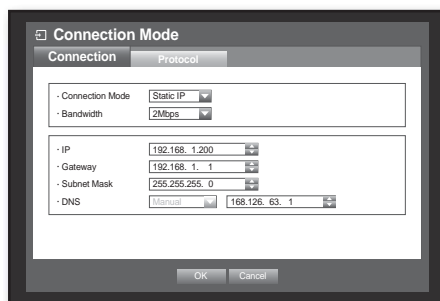 Connection Mode
Connection Protocol
· Connection Mode Static IP
· Bandwidth 2Mbps
· IP 192.168. 1.200
· Gateway 192.168. 1. 1
· Subnet Mask 255.255.255. 0
· DNS Manual 168.126. 63. 1
OK Cancel